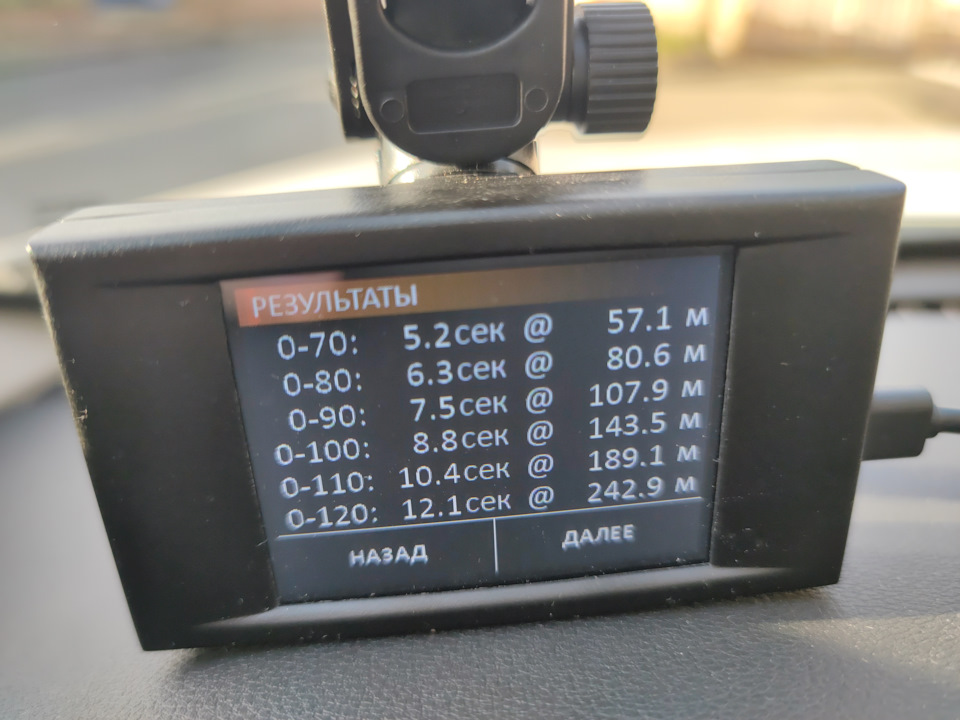 РЕЗУЛЬТАТЫ
0-70: 5.2сек @ 57.1 м
0-80: 6.3сек @ 80.6 м
0-90: 7.5сек @ 107.9 м
0-100: 8.8сек @ 143.5 м
0-110: 10.4сек @ 189.1 м
0-120: 12.1сек @ 242.9 м
НАЗАД ДАЛЕЕ